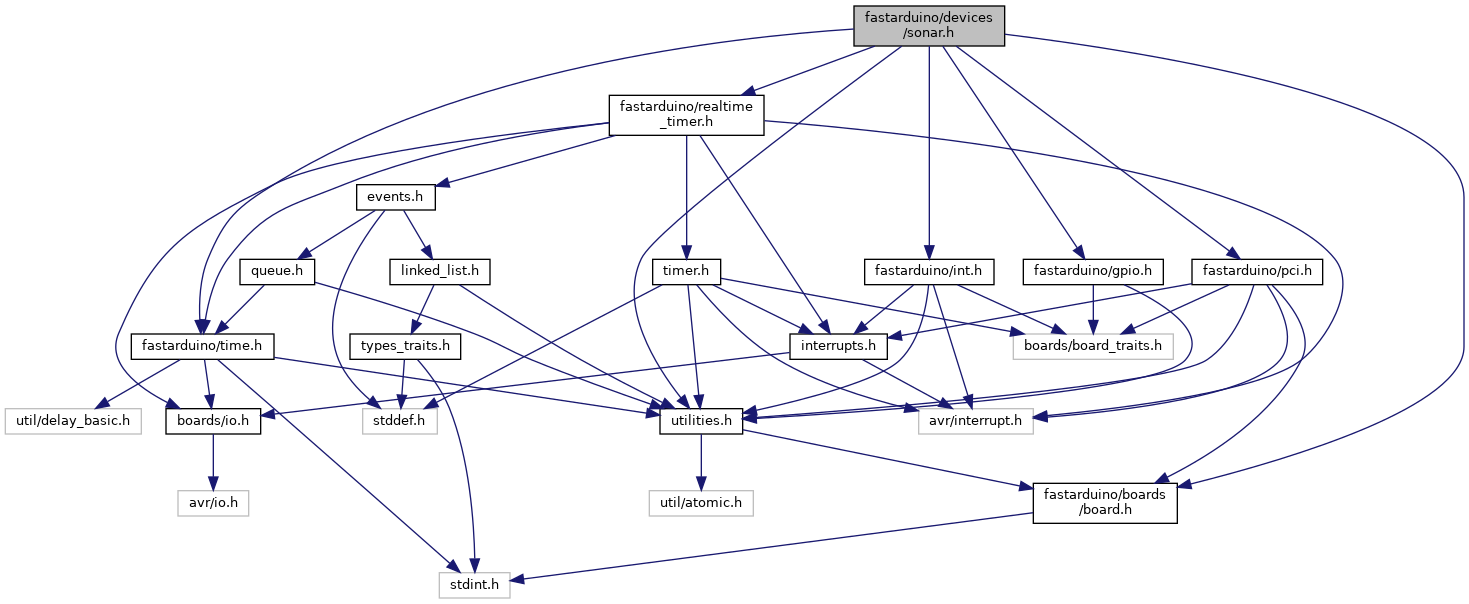 fastarduino/devices
/sonar.h
fastarduino/realtime
_timer.h
events.h
queue.h
linked_list.h
timer.h
fastarduino/int.h
fastarduino/gpio.h
fastarduino/pci.h
fastarduino/time.h
types_traits.h
interrupts.h
boards/board_traits.h
util/delay_basic.h
boards/io.h
stddef.h
utilities.h
avr/interrupt.h
avr/io.h
util/atomic.h
fastarduino/boards
/board.h
stdint.h